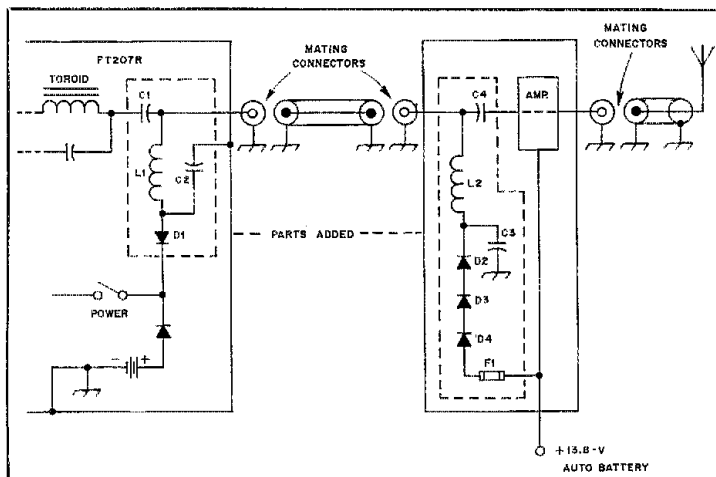 FT207R
TOROID
C1
L1
C2
D1
POWER
- +
MATING
CONNECTORS
PARTS ADDED
C4
AMP.
L2
C3
D2
D3
D4
F1
+13.8-V
AUTO BATTERY
MATING
CONNECTORS